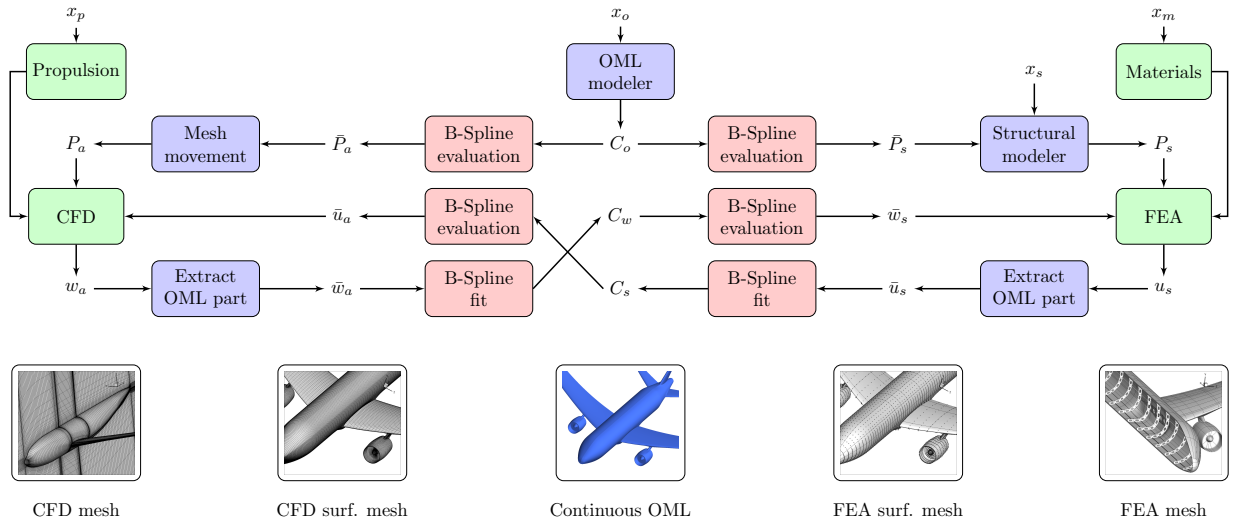 x_p
x_o
x_m
Propulsion
OML
modeler
x_s
Materials
P_a
Mesh
movement
P̄_a
B-Spline
evaluation
C_o
B-Spline
evaluation
P̄_s
Structural
modeler
P_s
CFD
ū_a
B-Spline
evaluation
C_w
B-Spline
evaluation
w̄_s
FEA
w_a
Extract
OML part
w̄_a
B-Spline
fit
C_s
B-Spline
fit
ū_s
Extract
OML part
u_s
CFD mesh
CFD surf. mesh
Continuous OML
FEA surf. mesh
FEA mesh